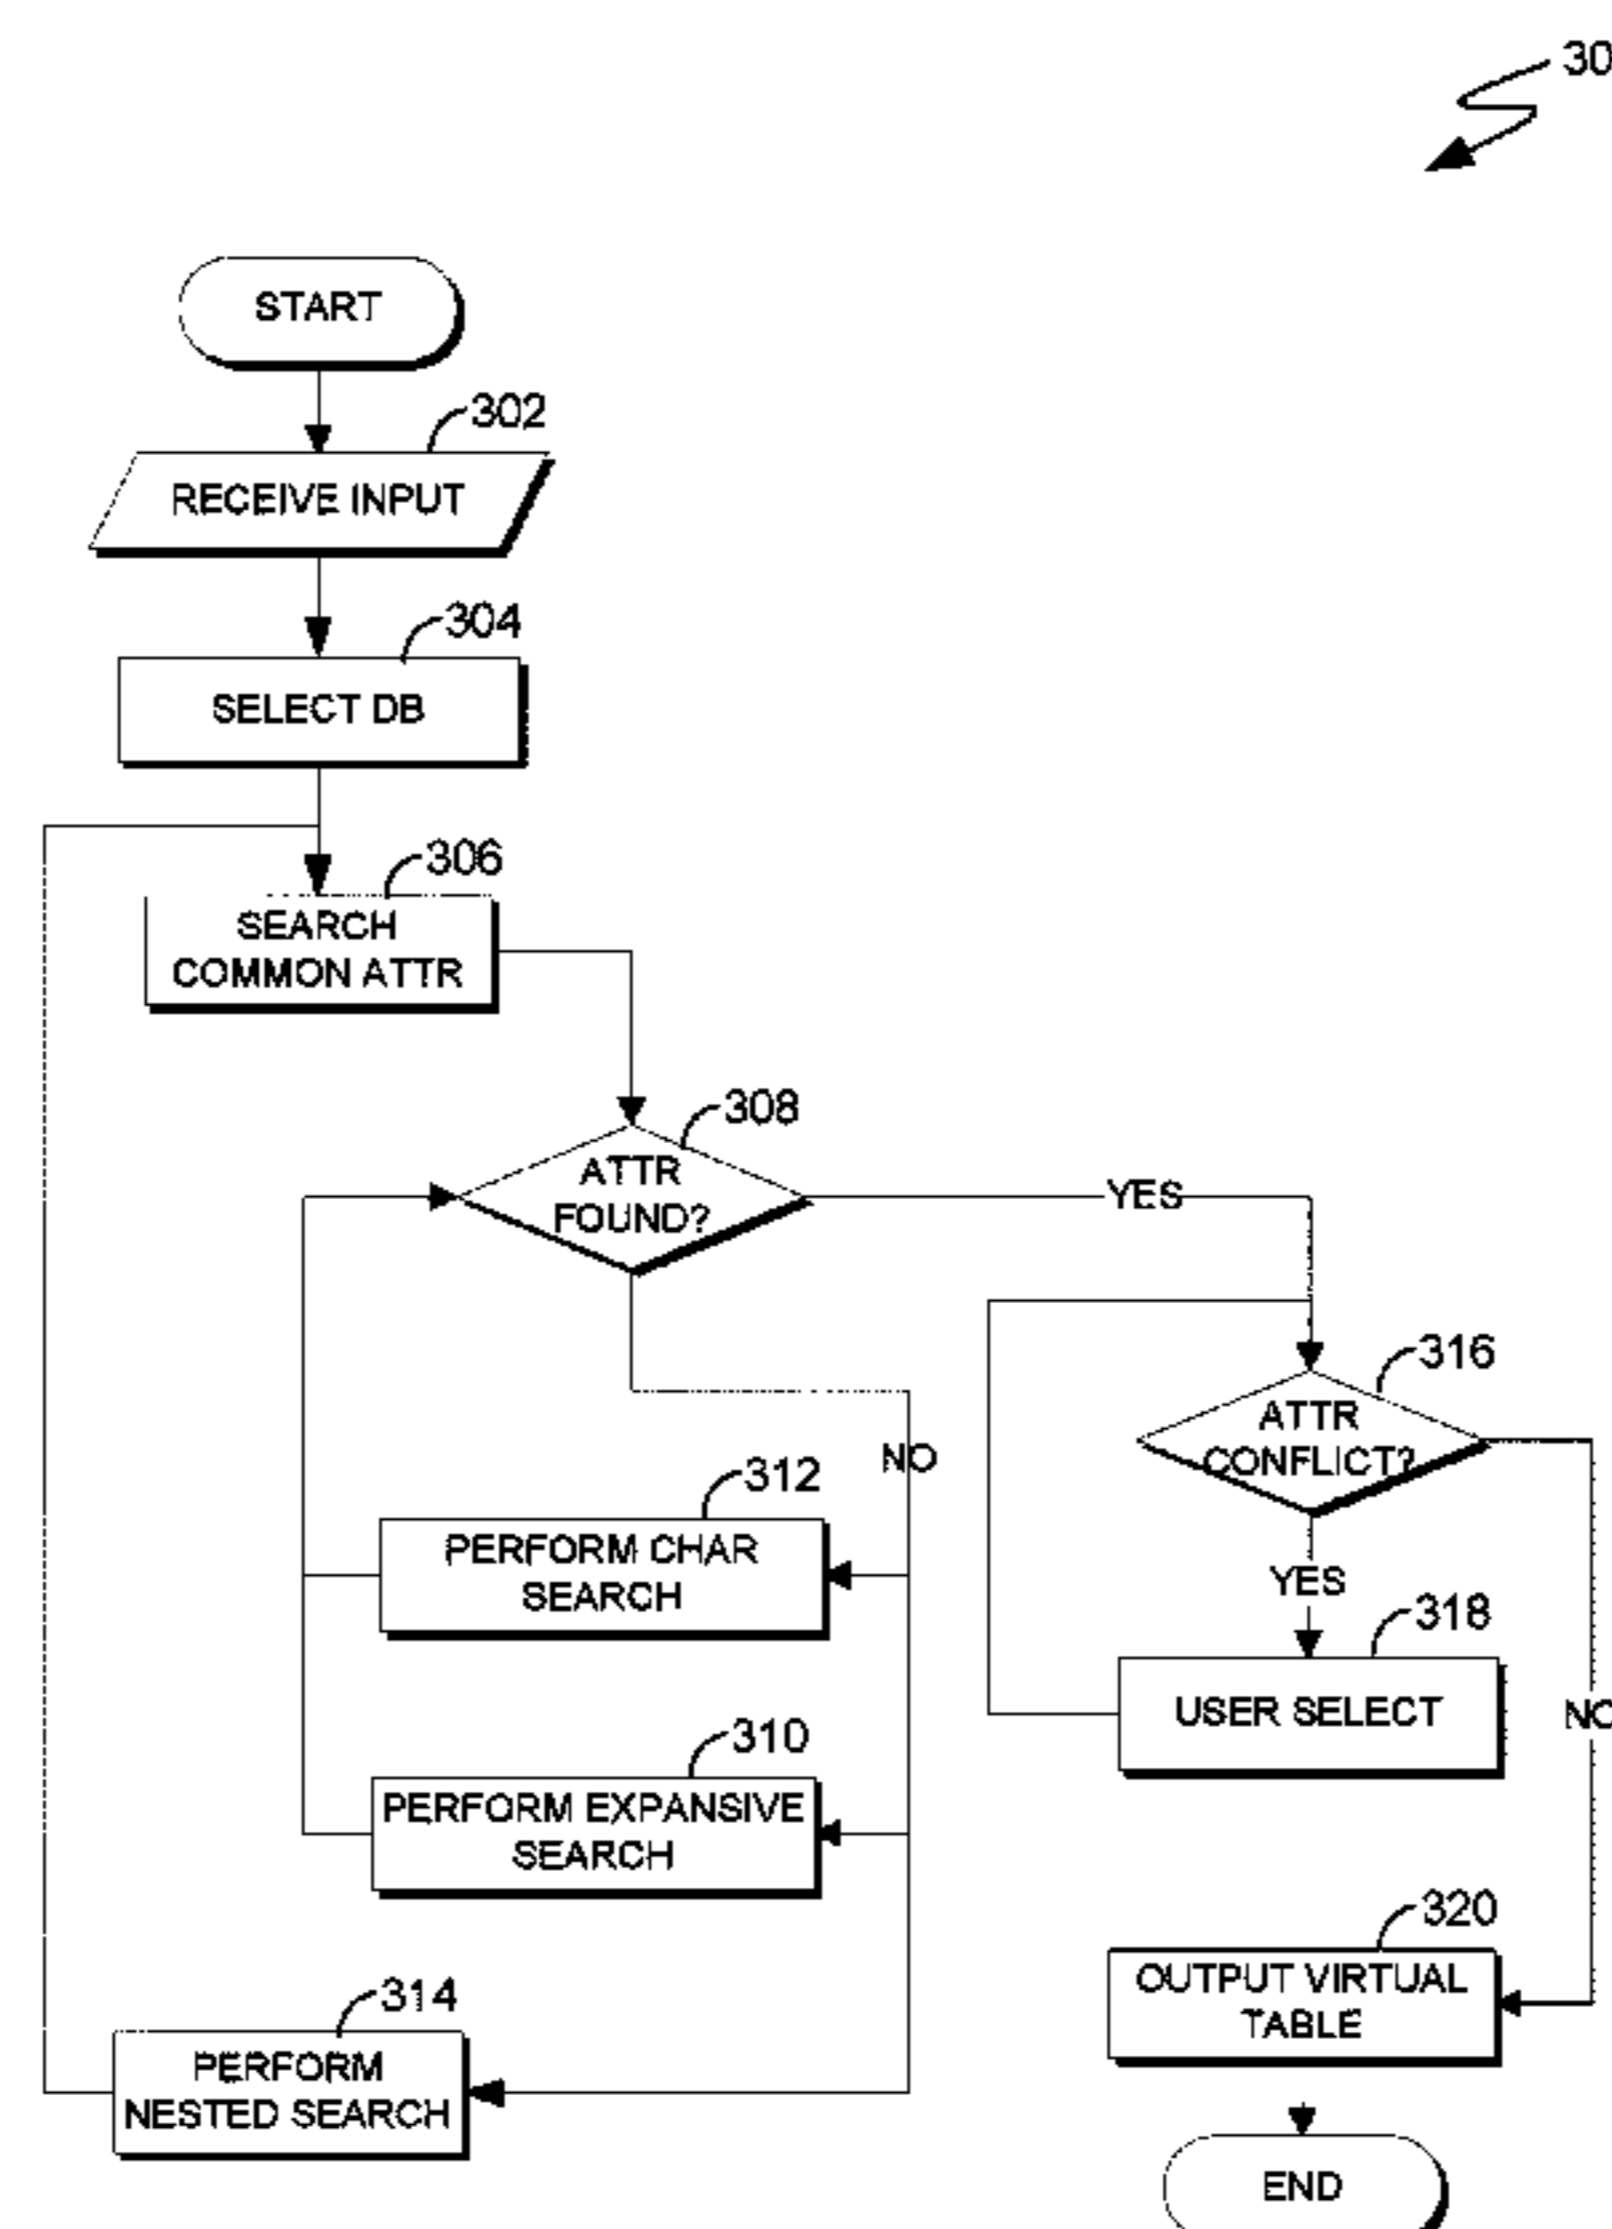 30
START
302
RECEIVE INPUT
304
SELECT DB
306
SEARCH
COMMON ATTR
308
ATTR
FOUND?
YES
316
ATTR
CONFLICT?
NO
312
PERFORM CHAR
SEARCH
YES
318
USER SELECT
NO
310
PERFORM EXPANSIVE
SEARCH
320
OUTPUT VIRTUAL
TABLE
314
PERFORM
NESTED SEARCH
END